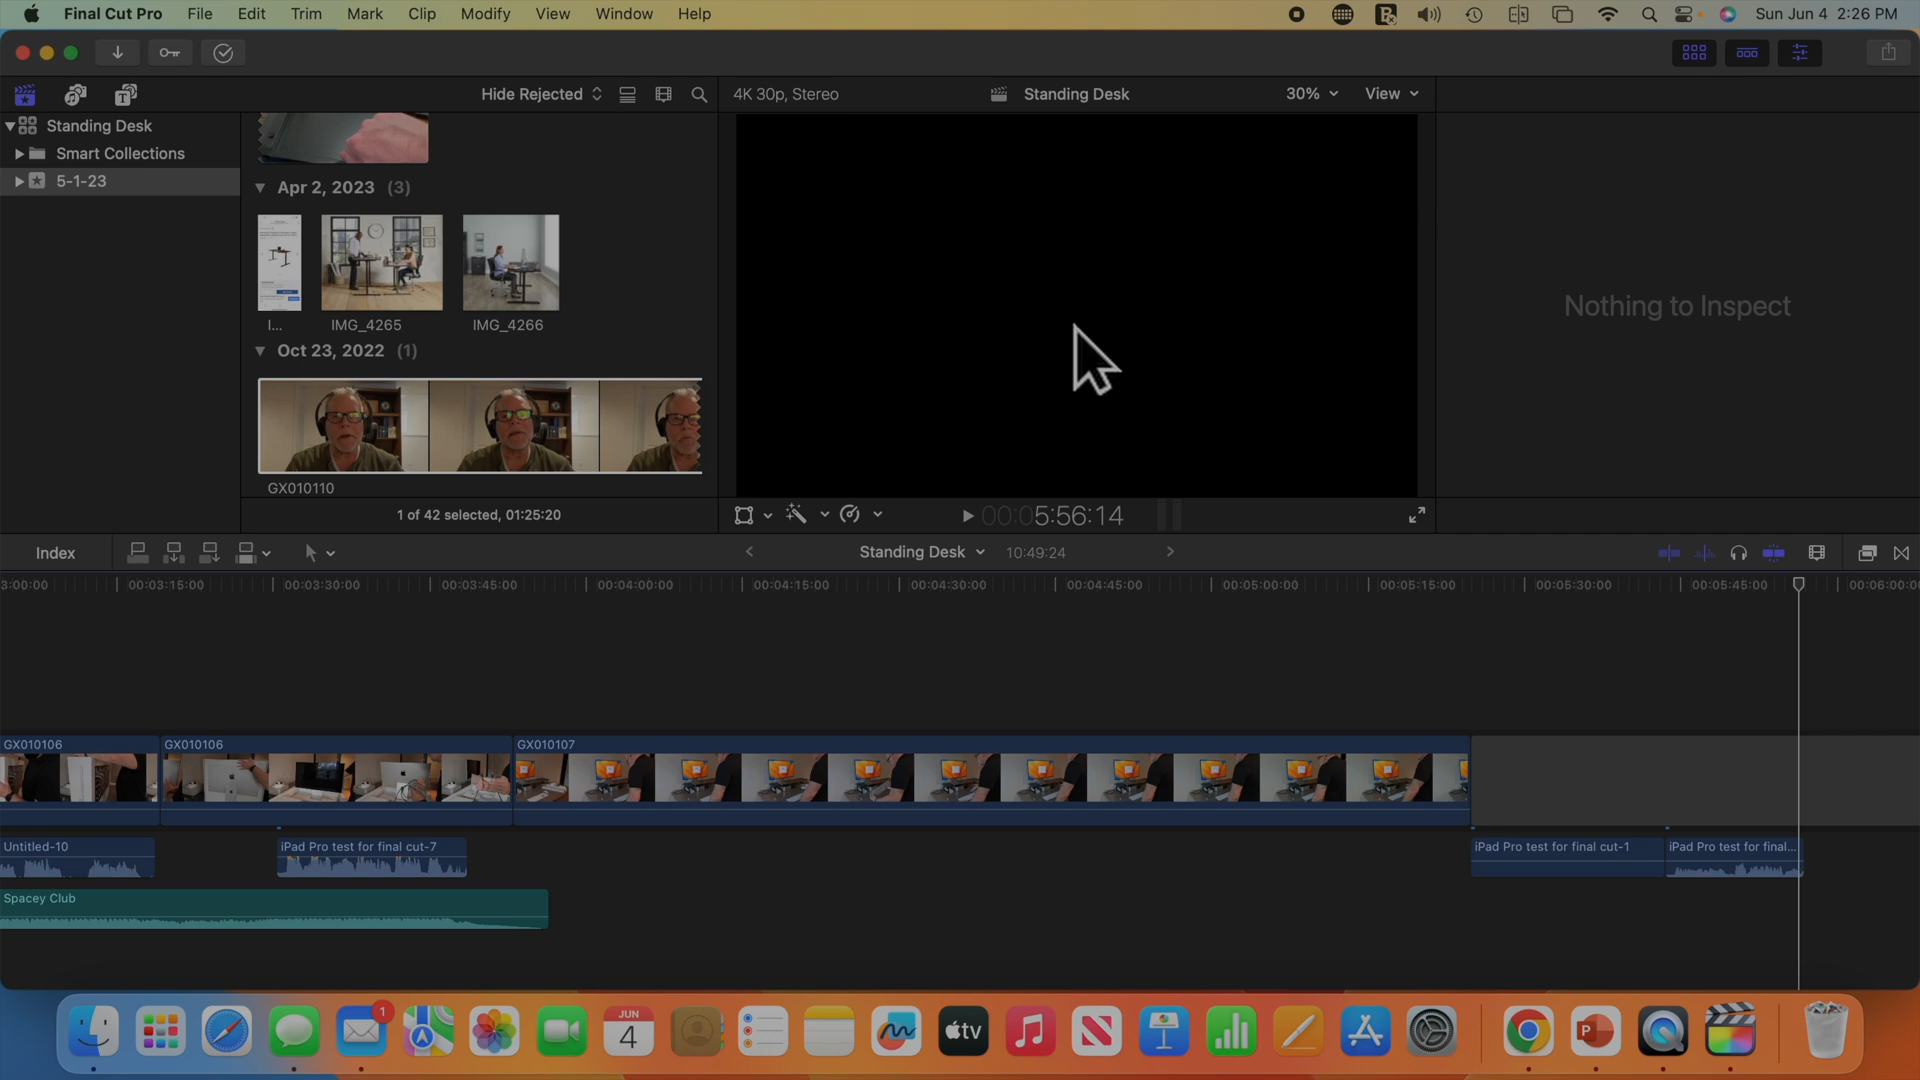 Final Cut Pro File Edit Trim Mark Clip Modify View Window Help Sun Jun 4 2:26 PM
Hide Rejected 4K 30p, Stereo Standing Desk 30% View
Standing Desk
Smart Collections
5-1-23
Apr 2, 2023 (3)
I... IMG_4265 IMG_4266
Oct 23, 2022 (1)
GX010110
1 of 42 selected, 01:25:20
Nothing to Inspect
00:05:56:14
Index Standing Desk 10:49:24
3:00:00 00:03:15:00 00:03:30:00 00:03:45:00 00:04:00:00 00:04:15:00 00:04:30:00 00:04:45:00 00:05:00:00 00:05:15:00 00:05:30:00 00:05:45:00 00:06:00:00
GX010106 GX010106 GX010107
Untitled-10 iPad Pro test for final cut-7 iPad Pro test for final cut-1 iPad Pro test for final...
Spacey Club
1
JUN
4
tv
P